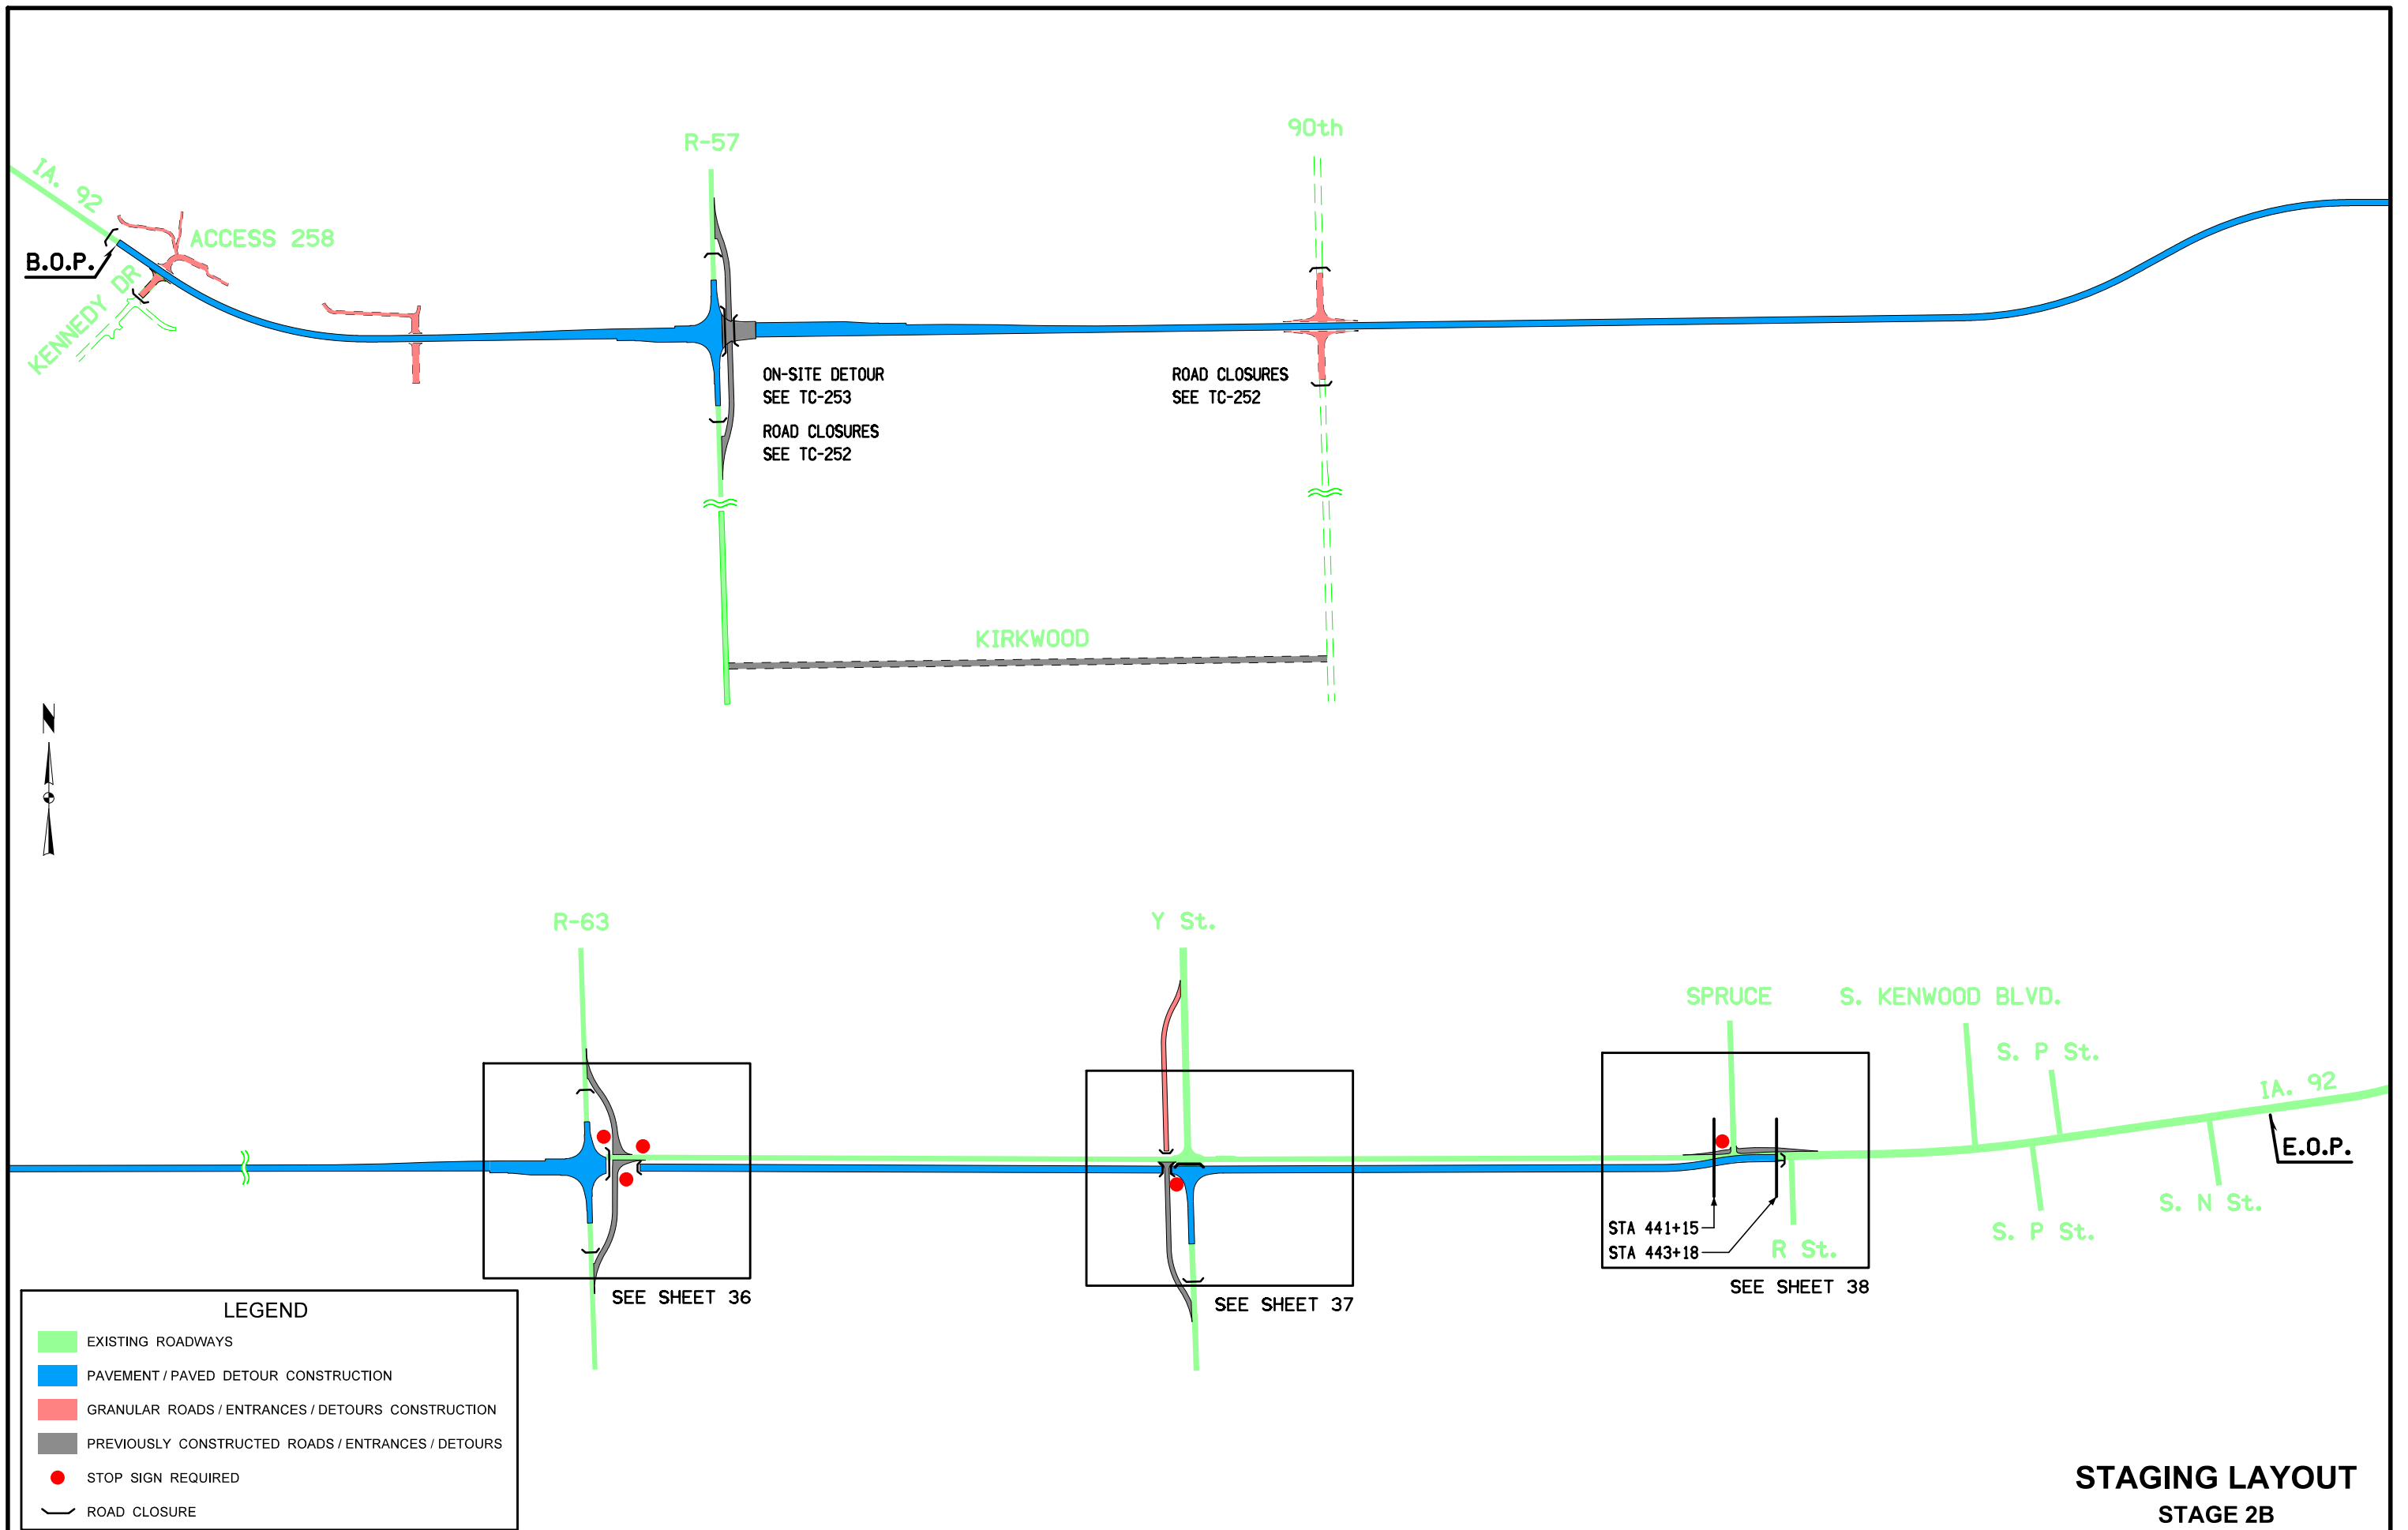 R-57
90th
IA. 92
ACCESS 258
B.O.P.
KENNEDY DR
ON-SITE DETOUR
SEE TC-253
ROAD CLOSURES
SEE TC-252
ROAD CLOSURES
SEE TC-252
KIRKWOOD
N
R-63
Y St.
SPRUCE
S. KENWOOD BLVD.
S. P St.
IA. 92
E.O.P.
S. N St.
S. P St.
STA 441+15
STA 443+18
R St.
SEE SHEET 36
SEE SHEET 37
SEE SHEET 38
LEGEND
EXISTING ROADWAYS
PAVEMENT / PAVED DETOUR CONSTRUCTION
GRANULAR ROADS / ENTRANCES / DETOURS CONSTRUCTION
PREVIOUSLY CONSTRUCTED ROADS / ENTRANCES / DETOURS
STOP SIGN REQUIRED
ROAD CLOSURE
STAGING LAYOUT
STAGE 2B